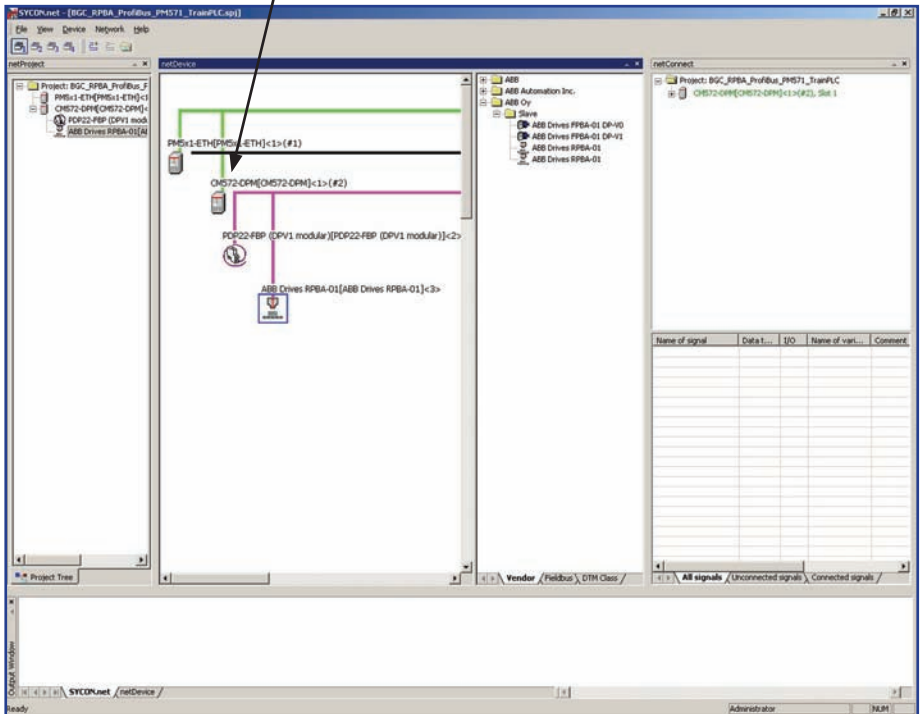 SYCON.net - [BGC_RPBA_ProfiBus_PM571_TrainPLC.spj]
File View Device Network Help
netProject
Project: BGC_RPBA_ProfiBus_F
PM5x1-ETH[PM5x1-ETH]<1
CM572-DPM[CM572-DPM]<
PDP22-FBP (DPV1 modu
ABB Drives RPBA-01[AB
Project Tree
netDevice
PM5x1-ETH[PM5x1-ETH]<1>(#1)
CM572-DPM[CM572-DPM]<1>(#2)
PDP22-FBP (DPV1 modular)[PDP22-FBP (DPV1 modular)]<2>
ABB Drives RPBA-01[ABB Drives RPBA-01]<3>
ABB
ABB Automation Inc.
ABB Oy
Slave
ABB Drives FPBA-01 DP-V0
ABB Drives FPBA-01 DP-V1
ABB Drives RPBA-01
ABB Drives RPBA-01
Vendor / Fieldbus \ DTM Class /
netConnect
Project: BGC_RPBA_ProfiBus_PM571_TrainPLC
CM572-DPM[CM572-DPM]<1>(#2), Slot 1
Name of signal Data t... I/O Name of vari... Comment
All signals / Unconnected signals \ Connected signals /
Output Window
SYCON.net / netDevice /
Ready
Administrator NUM